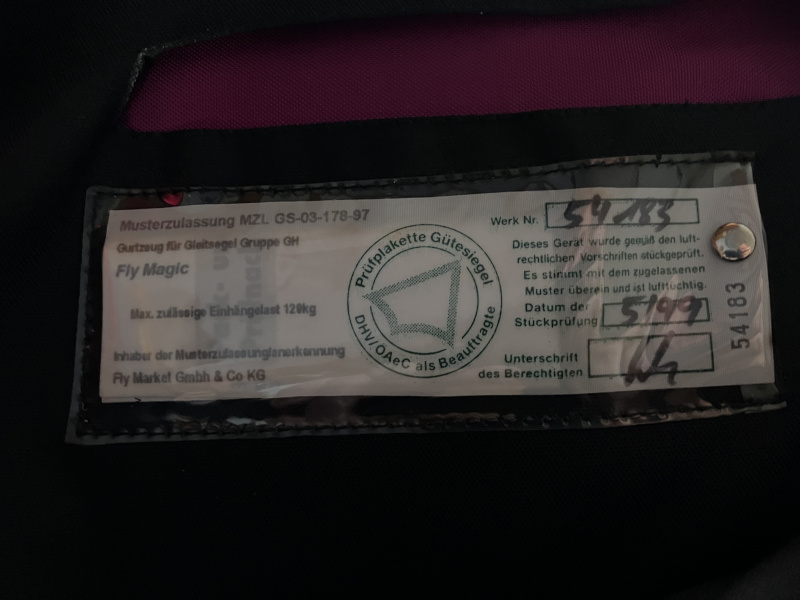 Musterzulassung MZL GS-03-178-97
Gurtzeug für Gleitsegel Gruppe GH
Fly Magic
Max. zulässige Einhängelast 120kg
Inhaber der Musterzulassung/anerkennung
Fly Market Gmbh & Co KG
Prüfplakette Gütesiegel
DHV/ÖAeC als Beauftragte
Werk Nr. 54183
Dieses Gerät wurde gemäß den luft-
rechtlichen Vorschriften stückgeprüft.
Es stimmt mit dem zugelassenen
Muster überein und ist lufttüchtig.
Datum der
Stückprüfung 5/99
Unterschrift
des Berechtigten
54183